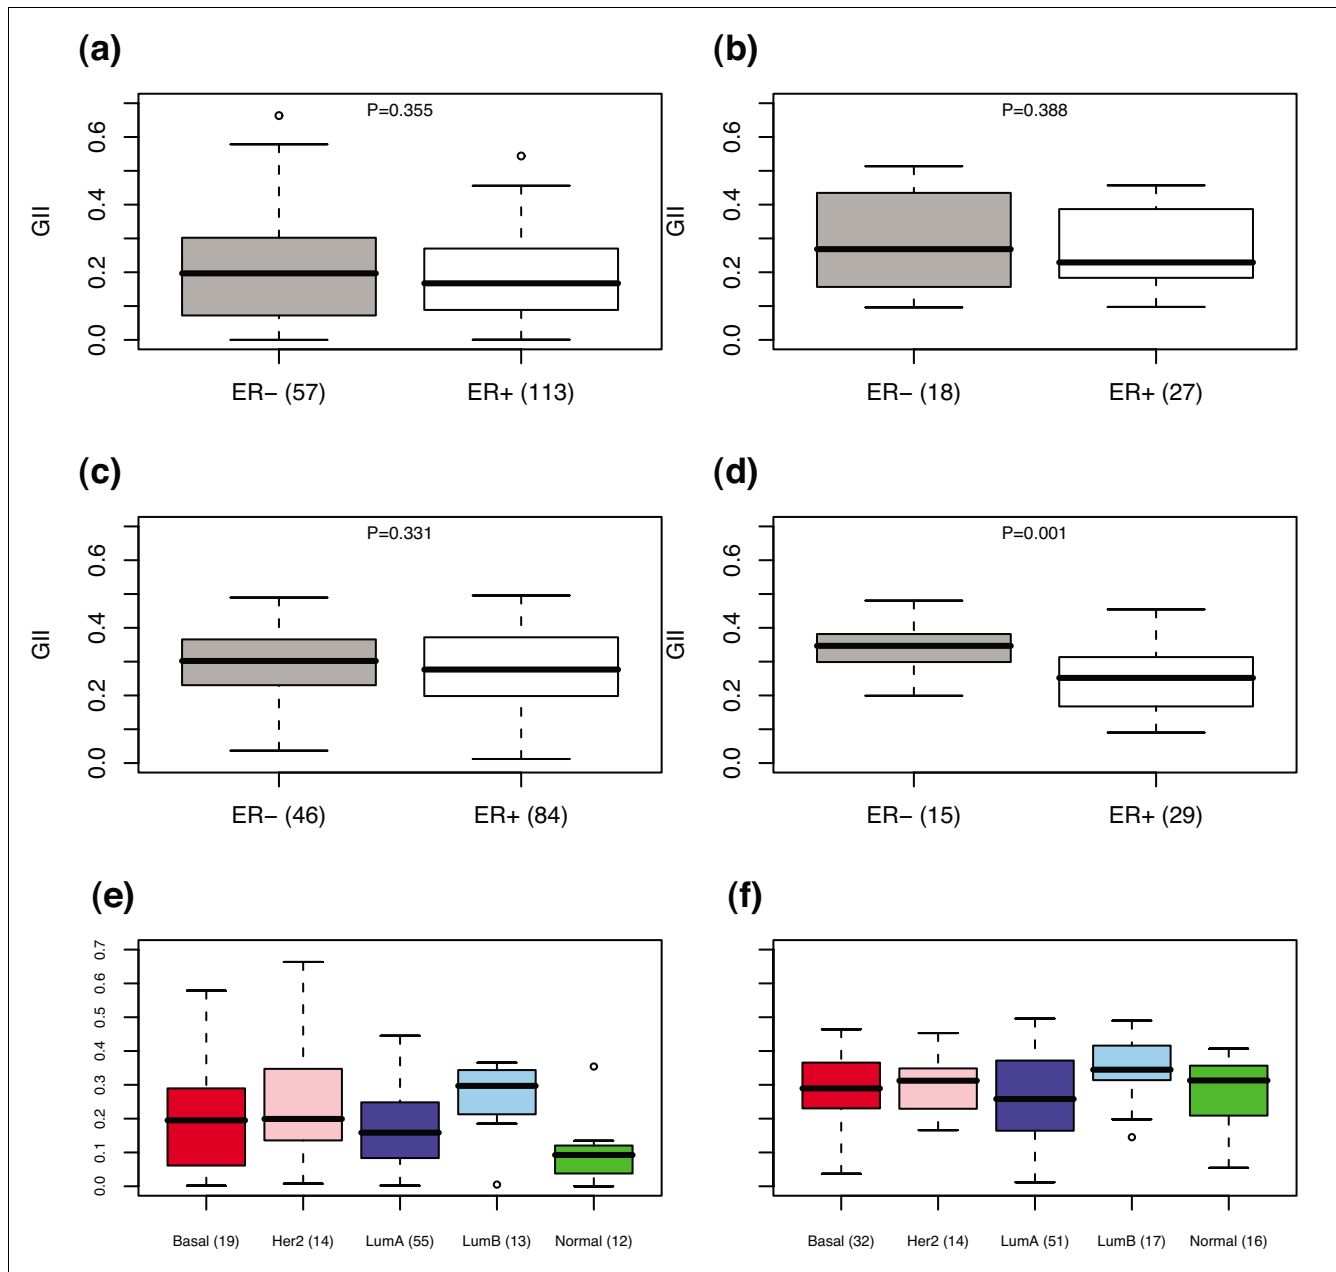 (a)
P=0.355
GII
0.6
0.4
0.2
0.0
ER− (57)
ER+ (113)
(b)
P=0.388
GII
0.6
0.4
0.2
0.0
ER− (18)
ER+ (27)
(c)
P=0.331
GII
0.6
0.4
0.2
0.0
ER− (46)
ER+ (84)
(d)
P=0.001
GII
0.6
0.4
0.2
0.0
ER− (15)
ER+ (29)
(e)
0.7
0.6
0.5
0.4
0.3
0.2
0.1
0.0
Basal (19)
Her2 (14)
LumA (55)
LumB (13)
Normal (12)
(f)
Basal (32)
Her2 (14)
LumA (51)
LumB (17)
Normal (16)